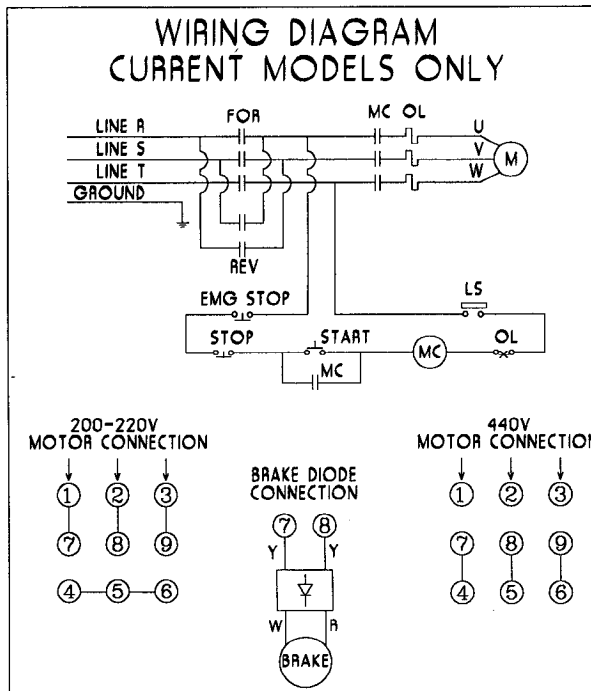 WIRING DIAGRAM
CURRENT MODELS ONLY
FOR
MC OL
LINE R
U
LINE S
V
M
LINE T
W
GROUND
REV
EMG STOP
LS
STOP
START
MC
OL
MC
200-220V
MOTOR CONNECTION
440V
MOTOR CONNECTION
BRAKE DIODE
CONNECTION
1 2 3
7 8 9
4 5 6
7 8
Y Y
W R
BRAKE
1 2 3
7 8 9
4 5 6